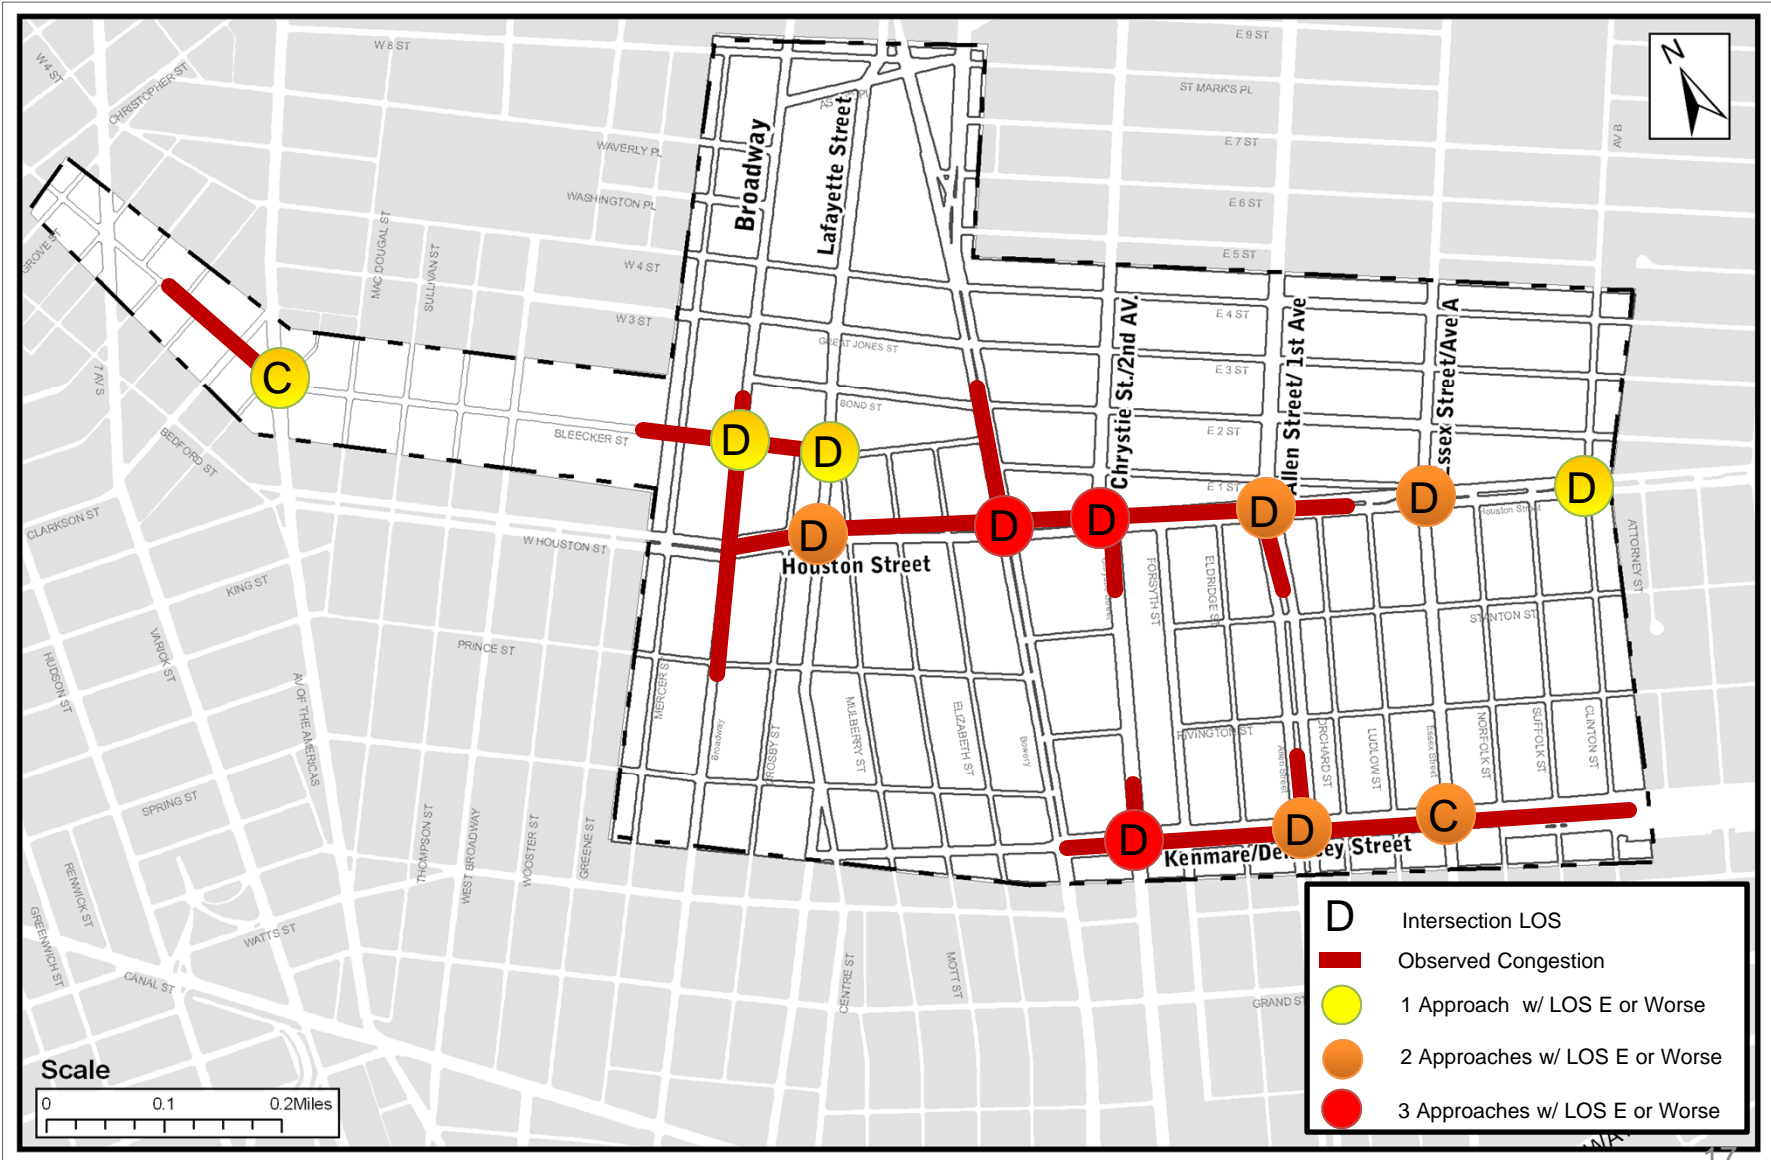 W 8 ST
E 9 ST
N
W 4 ST
CHRISTOPHER ST
ST MARK'S PL
Broadway
Lafayette Street
AV B
WAVERLY PL
E 7 ST
WASHINGTON PL
E 6 ST
GROVE ST
MACDOUGAL ST
SULLIVAN ST
W 4 ST
E 5 ST
W 3 ST
Chrystie St./2nd AV.
E 4 ST
Allen Street/ 1st Ave
Essex Street/Ave A
GREAT JONES ST
7 AV S
C
E 3 ST
BOND ST
BLEECKER ST
D
D
E 2 ST
BEDFORD ST
E 1 ST
D
D
D
Houston Street
CLARKSON ST
W HOUSTON ST
D
D
D
Houston Street
ATTORNEY ST
KING ST
FORSYTH ST
ELDRIDGE ST
Chrystie Street
STANTON ST
VARICK ST
HUDSON ST
PRINCE ST
MERCER ST
AV OF THE AMERICAS
Broadway
CROSBY ST
MULBERRY ST
ELIZABETH ST
Bowery
RIVINGTON ST
Allen Street
ORCHARD ST
LUDLOW ST
Essex Street
NORFOLK ST
SUFFOLK ST
CLINTON ST
SPRING ST
THOMPSON ST
WEST BROADWAY
WOOSTER ST
GREENE ST
D
D
C
Kenmare/Delancey Street
RENWICK ST
GREENWICH ST
WATTS ST
CANAL ST
CENTRE ST
MOTT ST
GRAND ST
D Intersection LOS
Observed Congestion
1 Approach w/ LOS E or Worse
2 Approaches w/ LOS E or Worse
3 Approaches w/ LOS E or Worse
Scale
0 0.1 0.2Miles
17